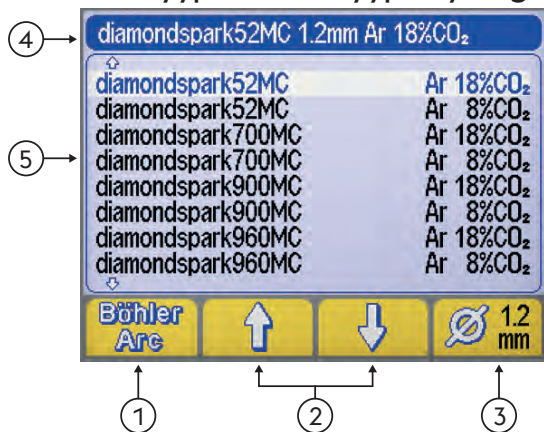 ④ diamondspark52MC 1.2mm Ar 18%CO₂
diamondspark52MC Ar 18%CO₂
diamondspark52MC Ar 8%CO₂
⑤ diamondspark700MC Ar 18%CO₂
diamondspark700MC Ar 8%CO₂
diamondspark900MC Ar 18%CO₂
diamondspark900MC Ar 8%CO₂
diamondspark960MC Ar 18%CO₂
diamondspark960MC Ar 8%CO₂
Böhler Arc
1.2 mm
① ② ③